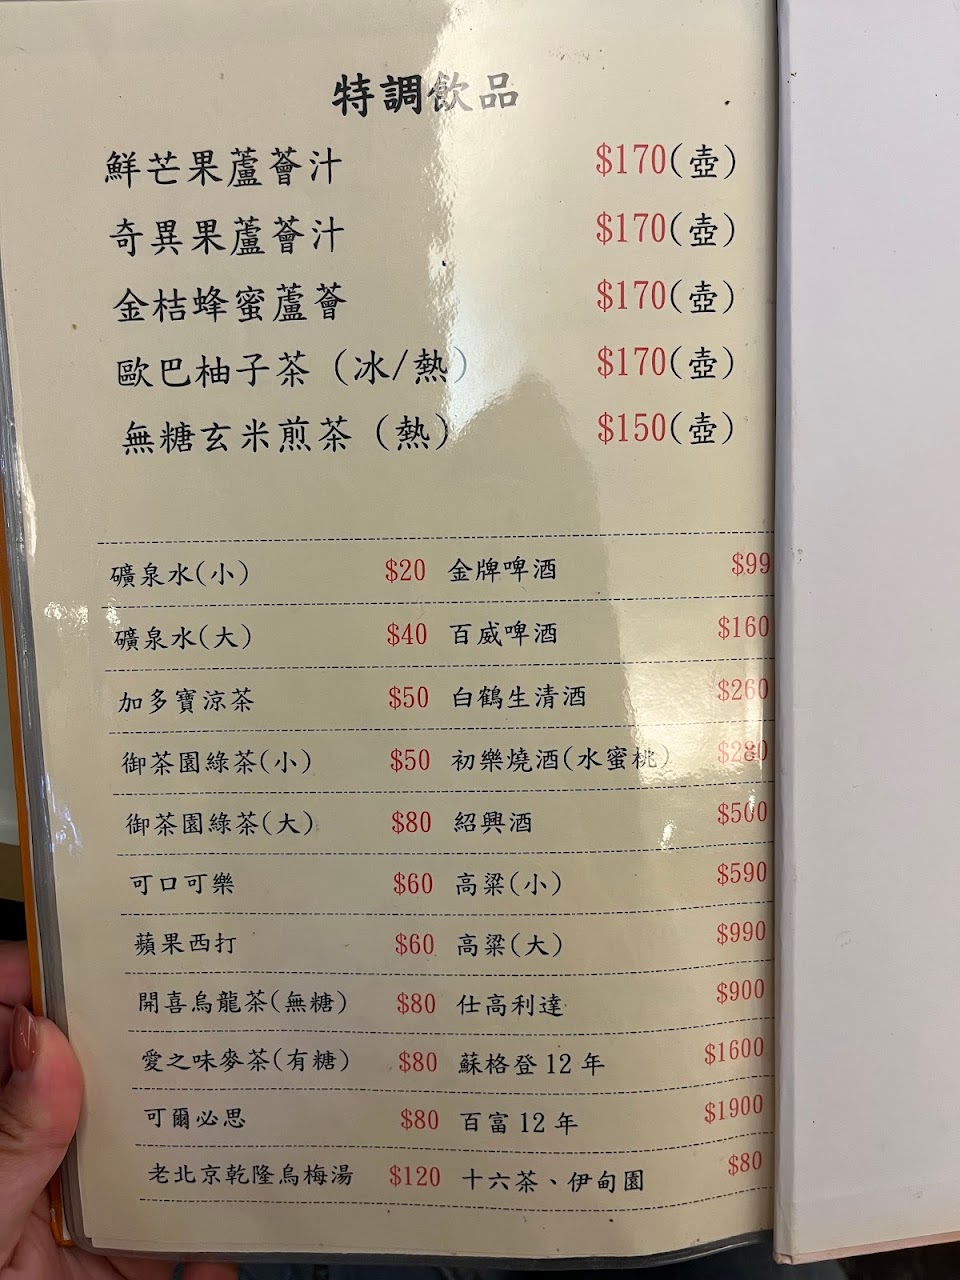 特調飲品
鮮芒果蘆薈汁 $170(壺)
奇異果蘆薈汁 $170(壺)
金桔蜂蜜蘆薈 $170(壺)
歐巴柚子茶(冰/熱) $170(壺)
無糖玄米煎茶(熱) $150(壺)
礦泉水(小) $20 金牌啤酒 $99
礦泉水(大) $40 百威啤酒 $160
加多寶涼茶 $50 白鶴生清酒 $260
御茶園綠茶(小) $50 初樂燒酒(水蜜桃) $280
御茶園綠茶(大) $80 紹興酒 $500
可口可樂 $60 高粱(小) $590
蘋果西打 $60 高粱(大) $990
開喜烏龍茶(無糖) $80 仕高利達 $900
愛之味麥茶(有糖) $80 蘇格登12年 $1600
可爾必思 $80 百富12年 $1900
老北京乾隆烏梅湯 $120 十六茶、伊甸園 $80